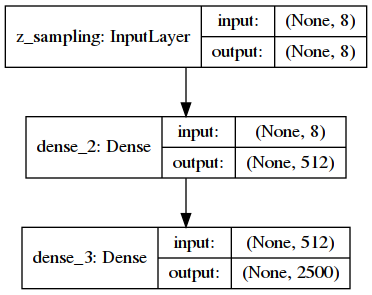 z_sampling: InputLayer
input: (None, 8)
output: (None, 8)
dense_2: Dense
input: (None, 8)
output: (None, 512)
dense_3: Dense
input: (None, 512)
output: (None, 2500)